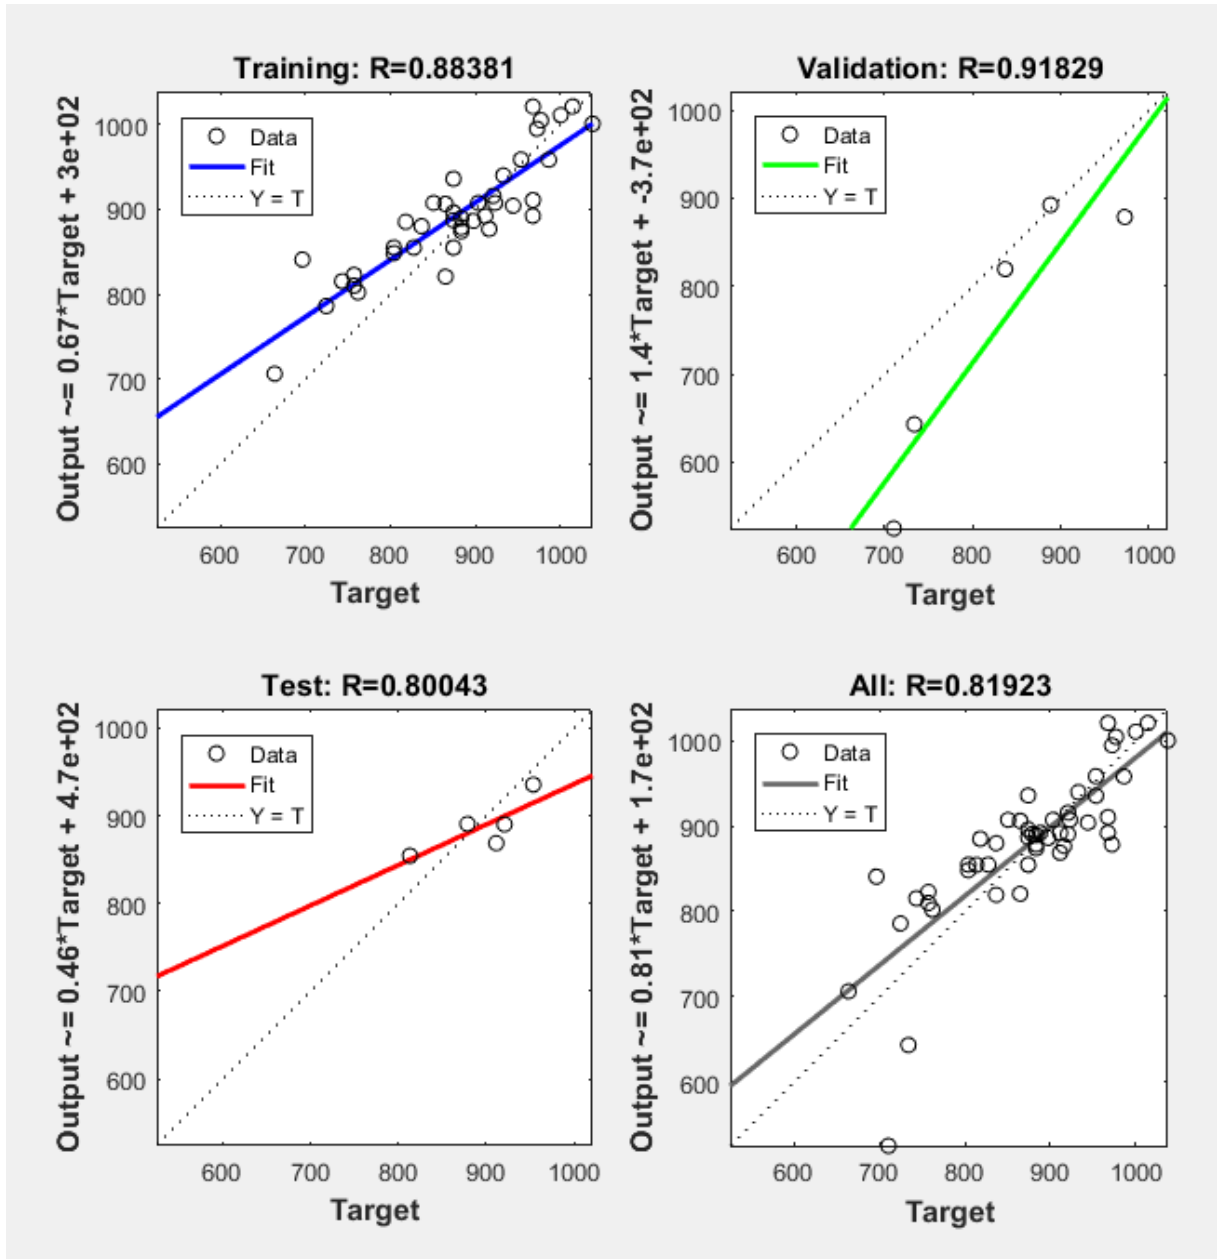 Training: R=0.88381
Output ~= 0.67*Target + 3e+02
1000
900
800
700
600
Data
Fit
Y = T
600 700 800 900 1000
Target
Validation: R=0.91829
Output ~= 1.4*Target + -3.7e+02
1000
900
800
700
600
Data
Fit
Y = T
600 700 800 900 1000
Target
Test: R=0.80043
Output ~= 0.46*Target + 4.7e+02
1000
900
800
700
600
Data
Fit
Y = T
600 700 800 900 1000
Target
All: R=0.81923
Output ~= 0.81*Target + 1.7e+02
1000
900
800
700
600
Data
Fit
Y = T
600 700 800 900 1000
Target